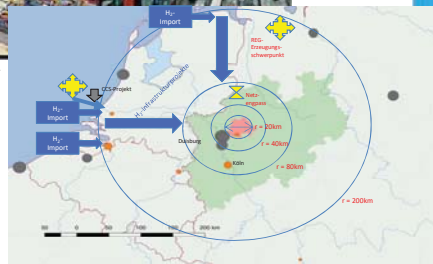 H₂-
Import
REG-
Erzeugungs-
schwerpunkt
CCS-Projekt
H₂-Infrastrukturprojekte
Netz-
engpass
H₂-
Import
r = 20km
Duisburg
r = 40km
H₂-
Import
Köln
r = 80km
r = 200km
200 km